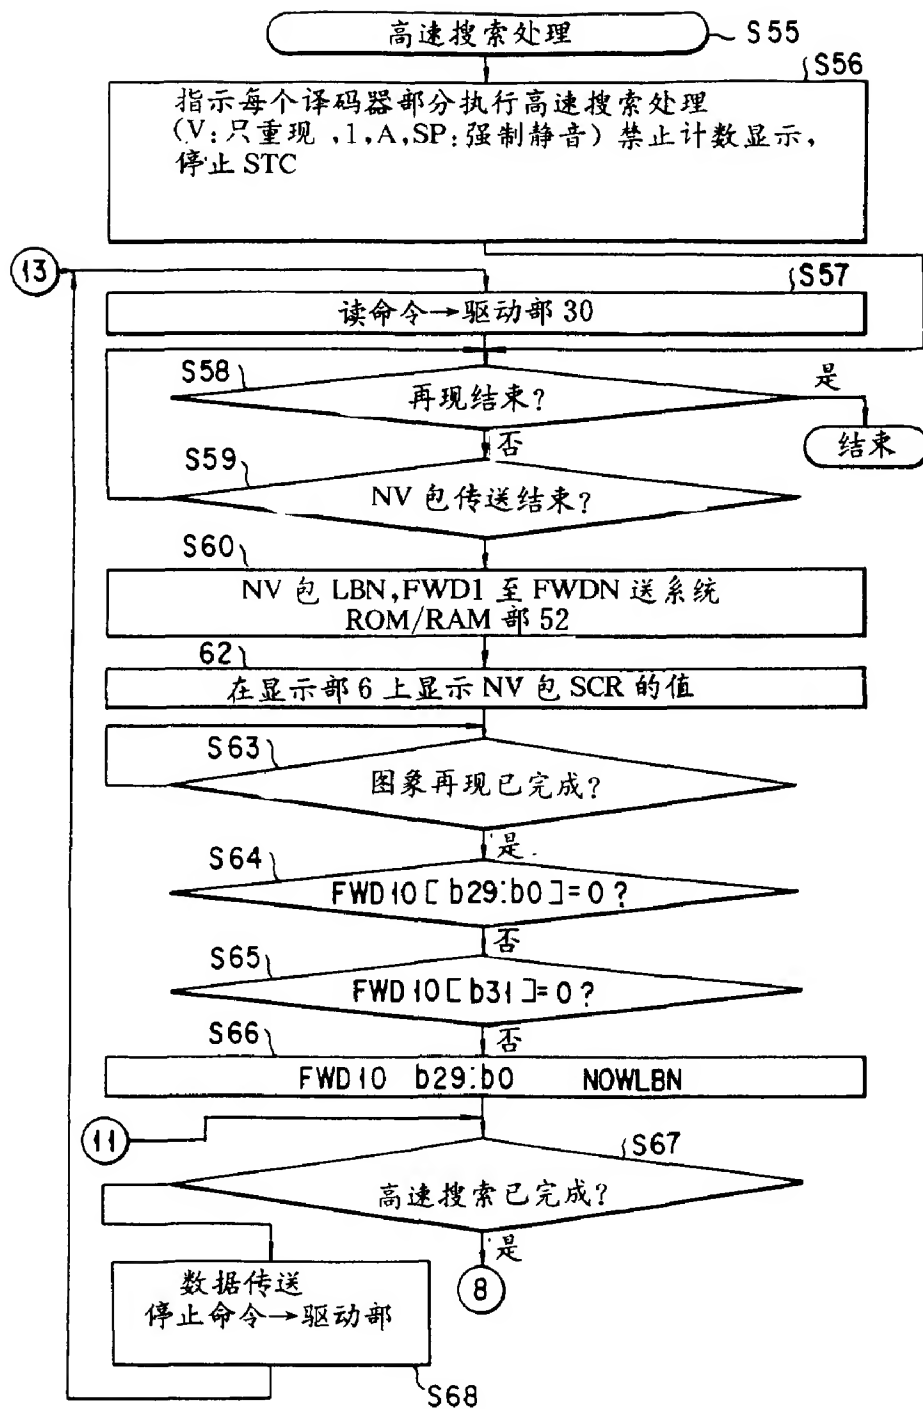 高速搜索处理
S55
S56
指示每个译码器部分执行高速搜索处理
(V:只重现 ,1,A,SP:强制静音) 禁止计数显示,
停止 STC
13
S57
读命令→驱动部 30
S58
再现结束?
是
结束
否
S59
NV 包传送结束?
S60
NV 包 LBN,FWD1 至 FWDN 送系统
ROM/RAM 部 52
62
在显示部 6 上显示 NV 包 SCR 的值
S63
图象再现已完成?
是
S64
FWD10[b29:b0]=0?
否
S65
FWD10[b31]=0?
否
S66
FWD10 b29:b0 NOWLBN
11
S67
高速搜索已完成?
是
8
数据传送
停止命令→驱动部
S68